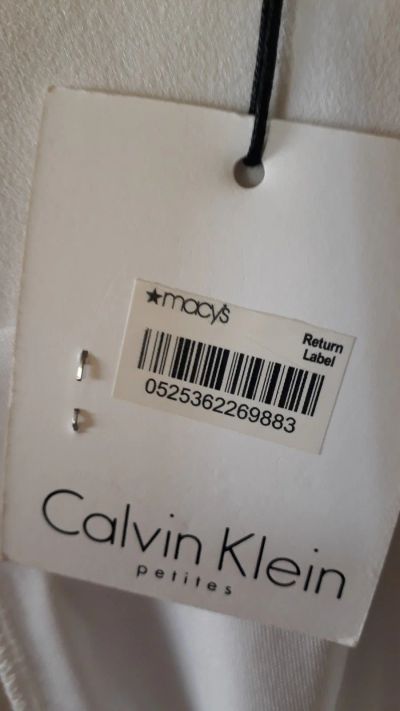 ★macy's
Return
Label
0525362269883
Calvin Klein
petites